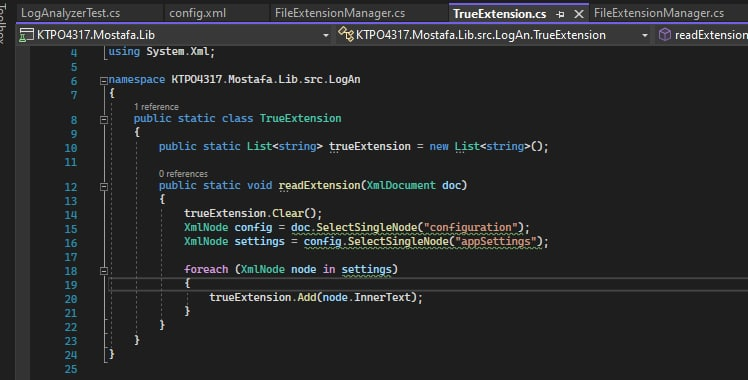 LogAnalyzerTest.cs config.xml FileExtensionManager.cs TrueExtension.cs FileExtensionManager.cs
Toolbox
KTPO4317.Mostafa.Lib KTPO4317.Mostafa.Lib.src.LogAn.TrueExtension readExtension
4 using System.Xml;
5
6 namespace KTPO4317.Mostafa.Lib.src.LogAn
7 {
1 reference
8 public static class TrueExtension
9 {
10 public static List<string> trueExtension = new List<string>();
11
0 references
12 public static void readExtension(XmlDocument doc)
13 {
14 trueExtension.Clear();
15 XmlNode config = doc.SelectSingleNode("configuration");
16 XmlNode settings = config.SelectSingleNode("appSettings");
17
18 foreach (XmlNode node in settings)
19 {
20 trueExtension.Add(node.InnerText);
21 }
22 }
23 }
24 }
25